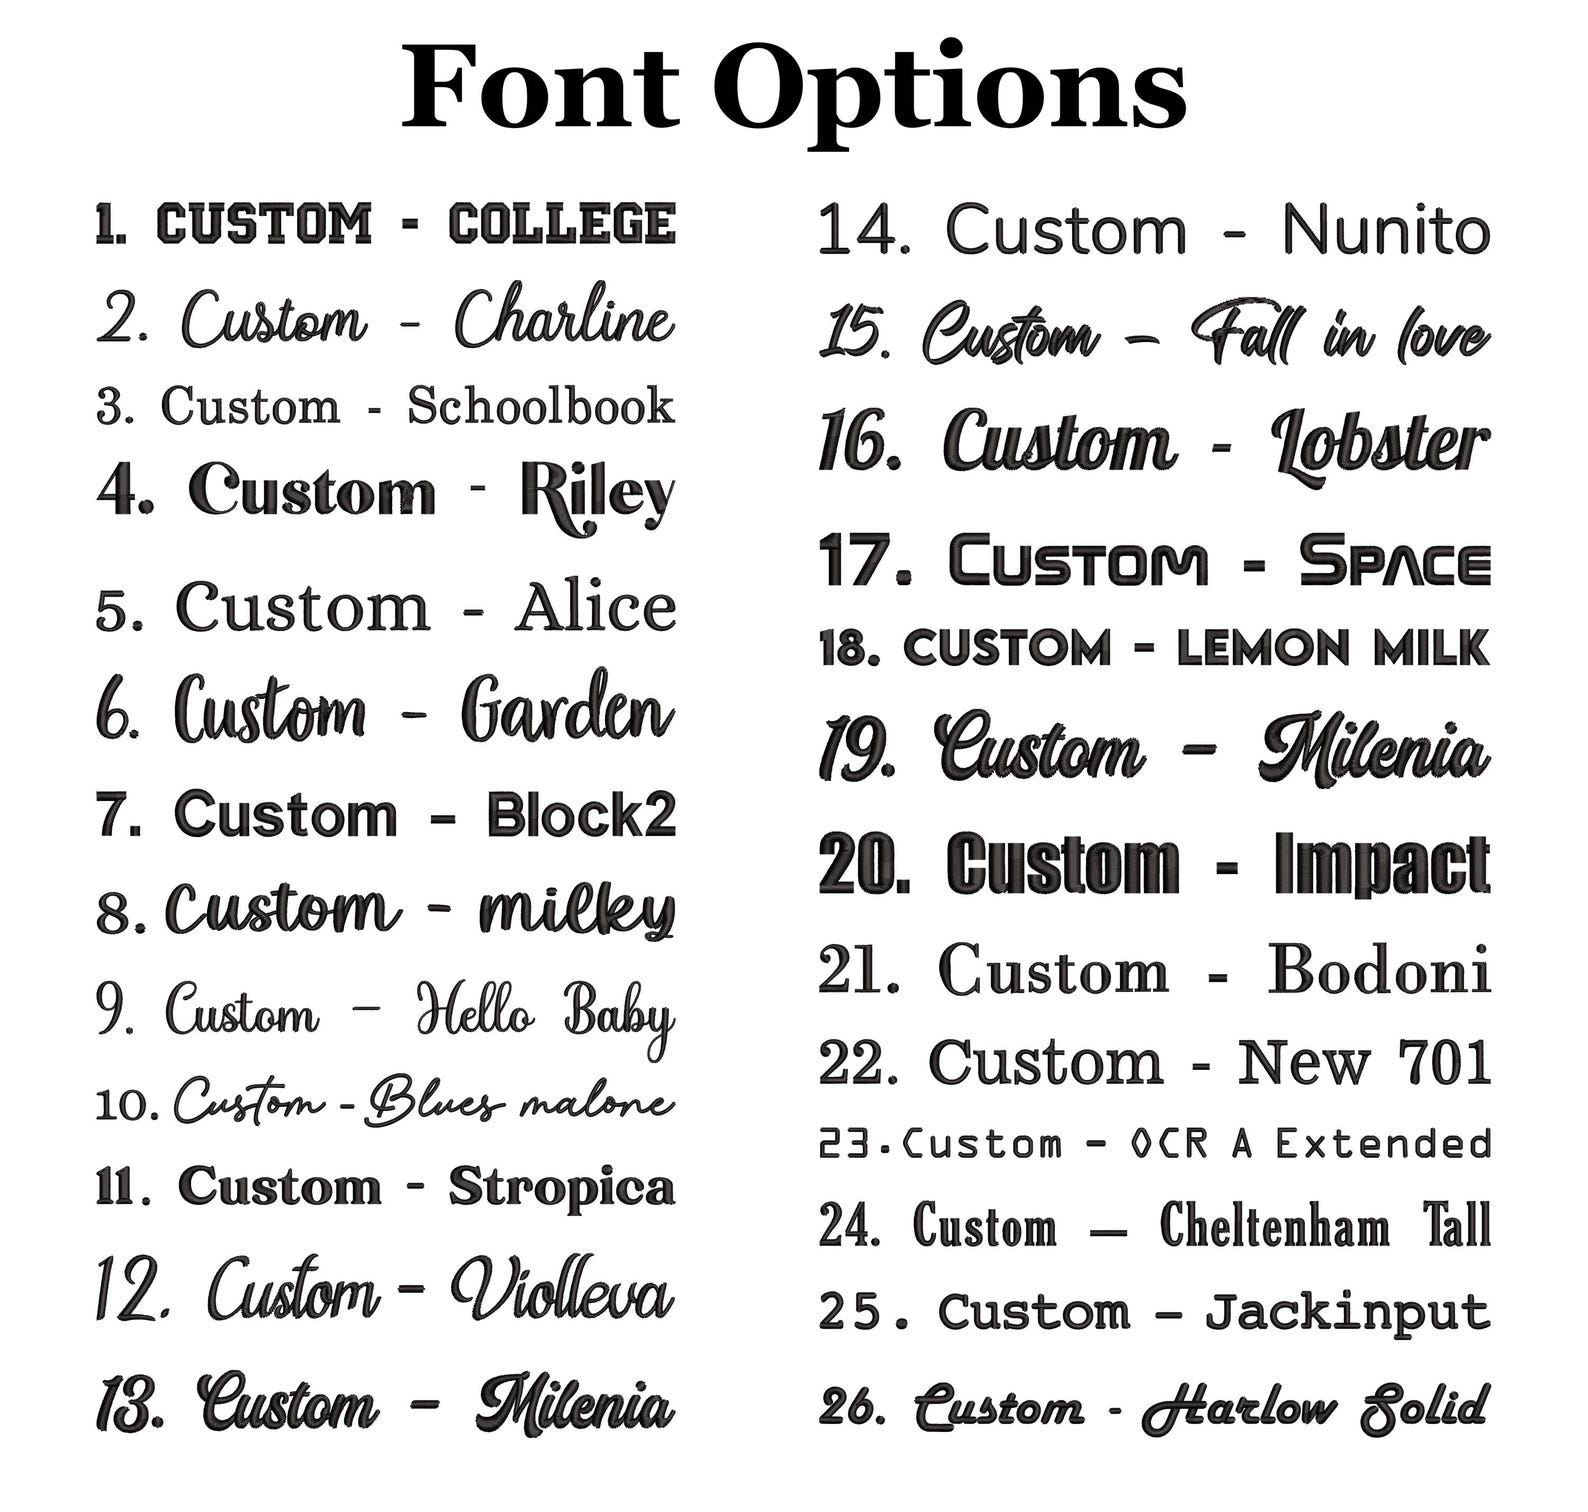 Font Options
1. CUSTOM - COLLEGE
2. Custom - Charline
3. Custom - Schoolbook
4. Custom - Riley
5. Custom - Alice
6. Custom - Garden
7. Custom - Block2
8. Custom - milky
9. Custom - Hello Baby
10. Custom - Blues malone
11. Custom - Stropica
12. Custom - Violleva
13. Custom - Milenia
14. Custom - Nunito
15. Custom - Fall in love
16. Custom - Lobster
17. Custom - Space
18. CUSTOM - LEMON MILK
19. Custom - Milenia
20. Custom - Impact
21. Custom - Bodoni
22. Custom - New 701
23. Custom - OCR A Extended
24. Custom — Cheltenham Tall
25. Custom - Jackinput
26. Custom - Harlow Solid